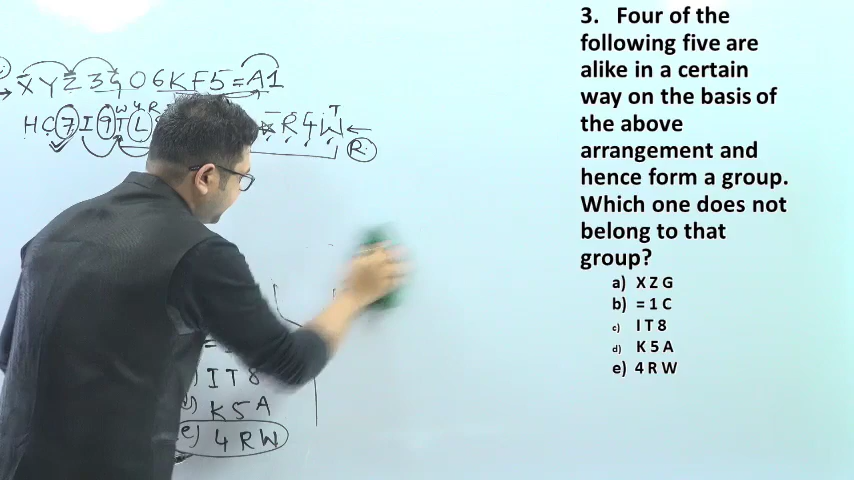 X Y Z 3 4 0 6 K F 5 = A 1
W 4 R
T
H C 7 I 9 T L R 4 W
R
I T 8
K 5 A
e) 4 R W
3. Four of the
following five are
alike in a certain
way on the basis of
the above
arrangement and
hence form a group.
Which one does not
belong to that
group?
a) X Z G
b) = 1 C
c) I T 8
d) K 5 A
e) 4 R W